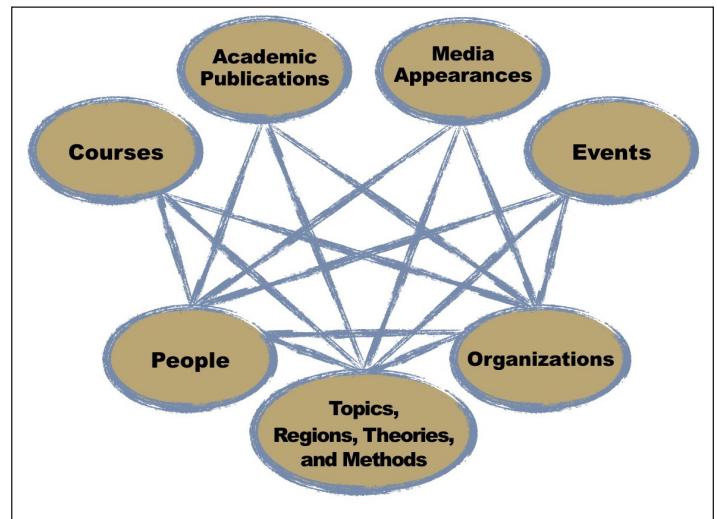 Academic
Publications
Media
Appearances
Courses
Events
People
Organizations
Topics,
Regions, Theories,
and Methods